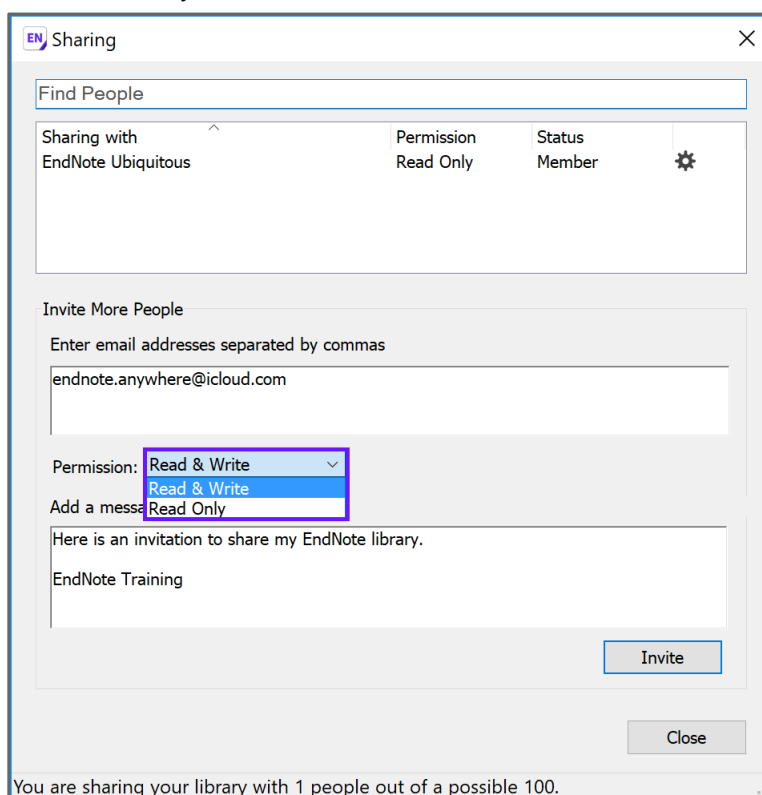 EN Sharing
Find People
Sharing with Permission Status
EndNote Ubiquitous Read Only Member
Invite More People
Enter email addresses separated by commas
endnote.anywhere@icloud.com
Permission: Read & Write
Read & Write
Add a messa Read Only
Here is an invitation to share my EndNote library.
EndNote Training
Invite
Close
You are sharing your library with 1 people out of a possible 100.